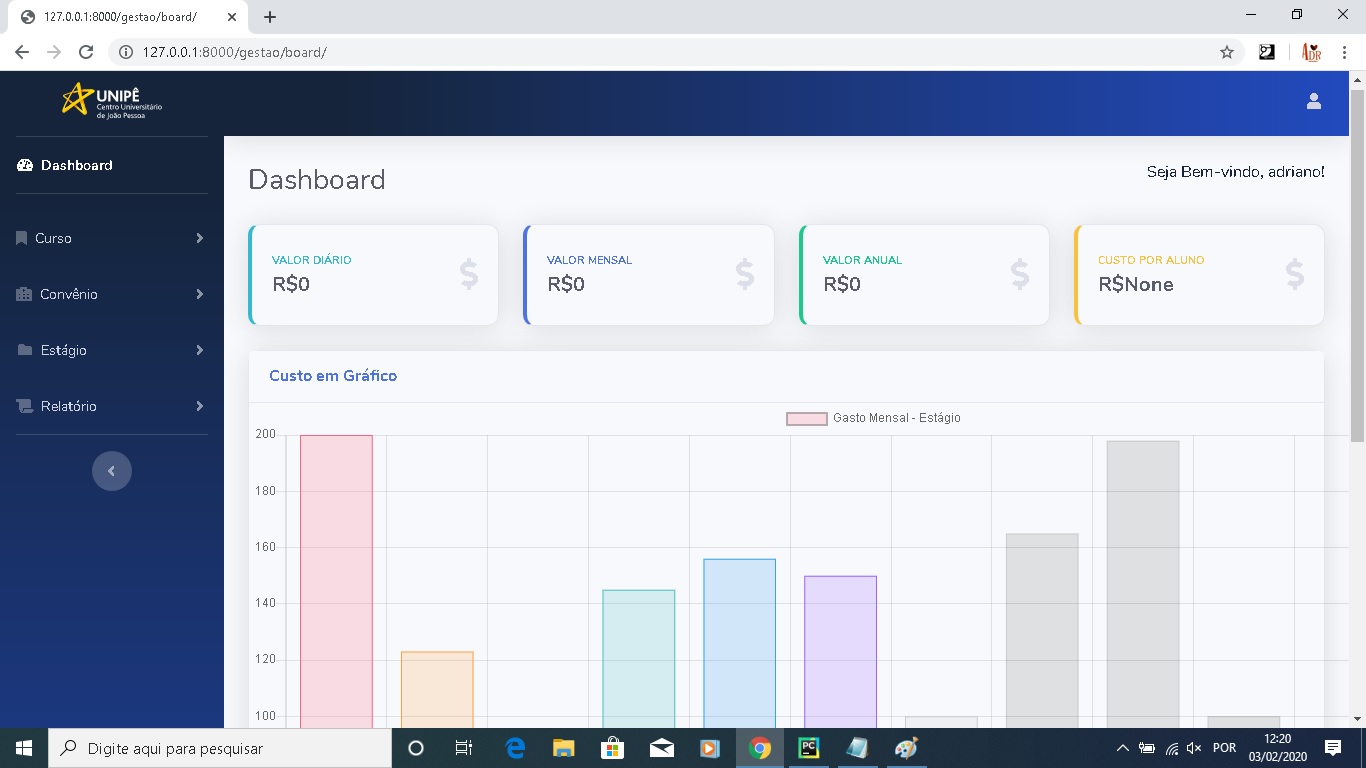 127.0.0.1:8000/gestao/board/
127.0.0.1:8000/gestao/board/
ADR
UNIPÊ
Centro Universitário
de João Pessoa
Dashboard
Curso
Convênio
Estágio
Relatório
Dashboard
Seja Bem-vindo, adriano!
VALOR DIÁRIO
R$0
VALOR MENSAL
R$0
VALOR ANUAL
R$0
CUSTO POR ALUNO
R$None
Custo em Gráfico
Gasto Mensal - Estágio
200
180
160
140
120
100
Digite aqui para pesquisar
PC
POR
12:20
03/02/2020